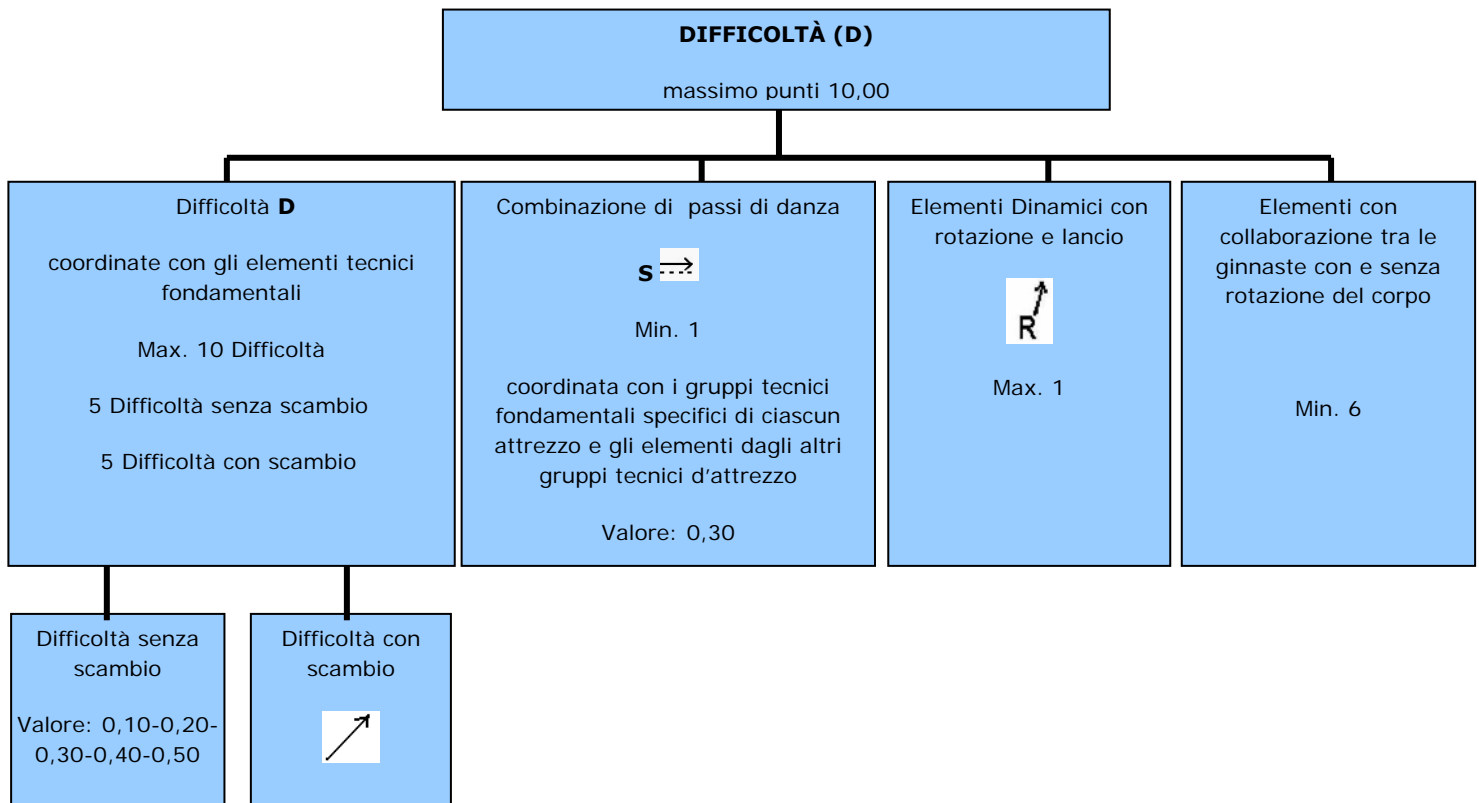 DIFFICOLTÀ (D)
massimo punti 10,00
Difficoltà D
coordinate con gli elementi tecnici
fondamentali
Max. 10 Difficoltà
5 Difficoltà senza scambio
5 Difficoltà con scambio
Combinazione di passi di danza
S
Min. 1
coordinata con i gruppi tecnici
fondamentali specifici di ciascun
attrezzo e gli elementi dagli altri
gruppi tecnici d'attrezzo
Valore: 0,30
Elementi Dinamici con
rotazione e lancio
R
Max. 1
Elementi con
collaborazione tra le
ginnaste con e senza
rotazione del corpo
Min. 6
Difficoltà senza
scambio
Valore: 0,10-0,20-
0,30-0,40-0,50
Difficoltà con
scambio